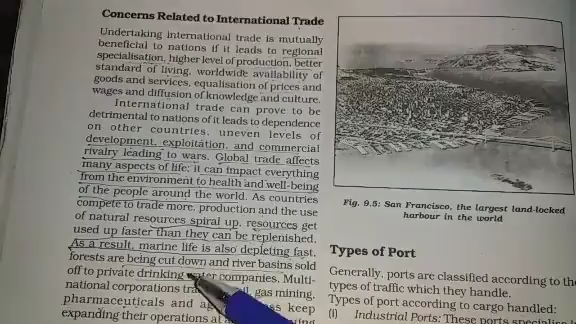 Concerns Related to International Trade
Undertaking international trade is mutually
beneficial to nations if it leads to regional
specialisation, higher level of production, better
standard of living, worldwide availability of
goods and services, equalisation of prices and
wages and diffusion of knowledge and culture.
International trade can prove to be
detrimental to nations of it leads to dependence
on other countries, uneven levels of
development, exploitation, and commercial
rivalry leading to wars. Global trade affects
many aspects of life; it can impact everything
from the environment to health and well-being
of the people around the world. As countries
compete to trade more, production and the use
of natural resources spiral up, resources get
used up faster than they can be replenished.
As a result, marine life is also depleting fast,
forests are being cut down and river basins sold
off to private drinking water companies. Multi-
national corporations gas mining,
pharmaceuticals and keep
expanding their operations at
Fig. 9.5: San Francisco, the largest land-locked
harbour in the world
Types of Port
Generally, ports are classified according to the
types of traffic which they handle.
Types of port according to cargo handled:
(i) Industrial Ports: These ports